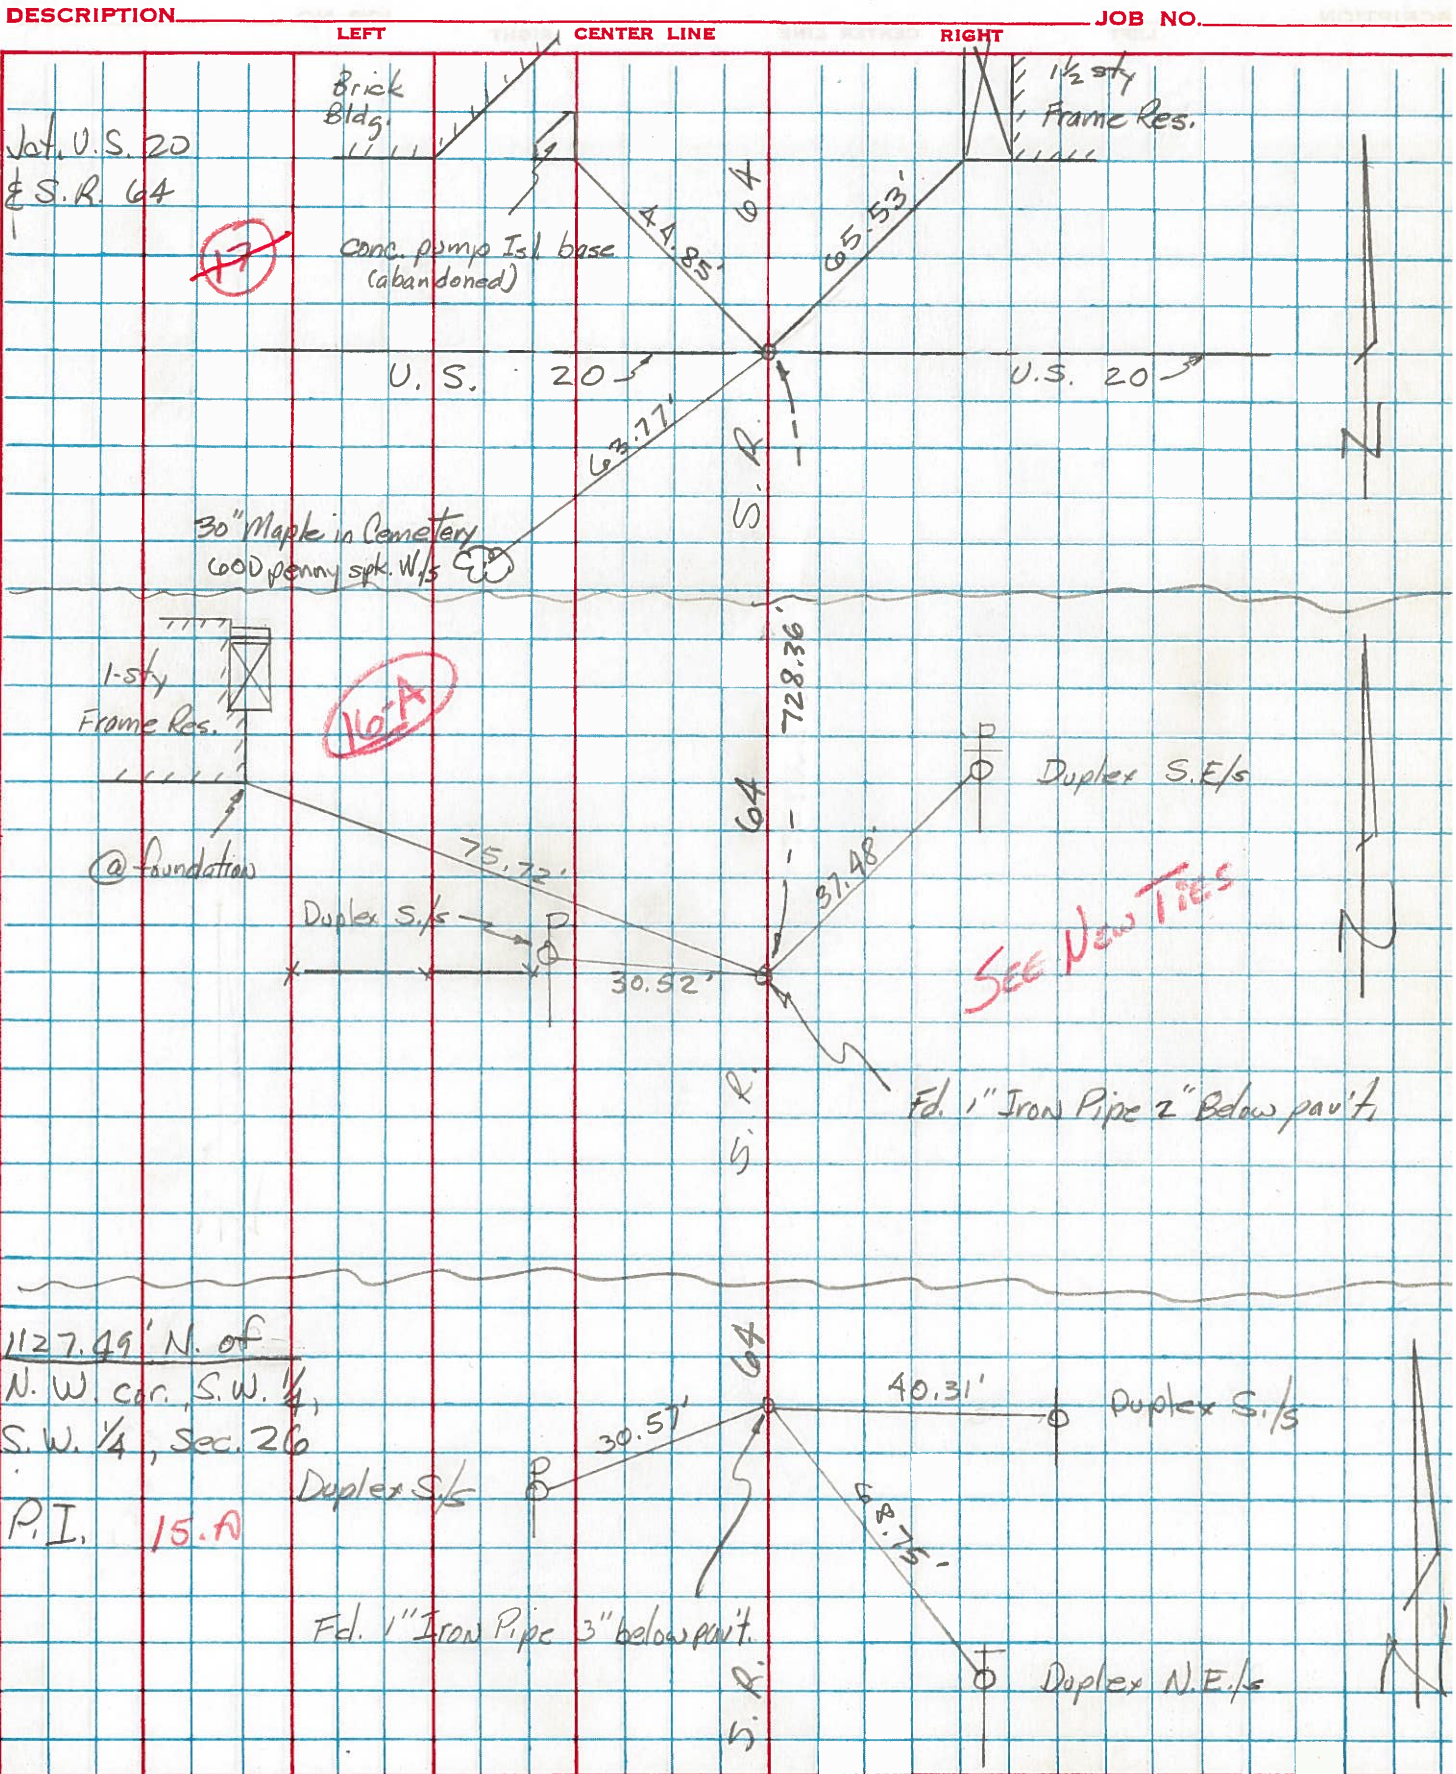 DESCRIPTION
JOB NO.
LEFT
CENTER LINE
RIGHT
Brick
Bldg.
1½ sty
Frame Res.
Jct. U.S. 20
& S.R. 64
17
Conc. pump Isl. base
(abandoned)
44.85'
64
65.53'
U.S. 20
U.S. 20
63.77'
S.R.
N
30" Maple in Cemetery
60D penny spk. W/s
728.36'
1-sty
Frame Res.
16-A
P
Duplex S.E/s
64
@ foundation
75.72'
37.48'
Duplex S./s
P
30.52'
SEE NEW TIES
N
S.R.
Fd. 1" Iron Pipe 2" Below pav't.
1127.49' N. of
N.W. cor., S.W. ¼,
S.W. ¼, Sec. 26
P.I. 15.A
64
40.31'
Duplex S./s
30.57'
Duplex S./s
P
68.75'
Fd. 1" Iron Pipe 3" below pav't.
S.R.
Duplex N.E./s
N